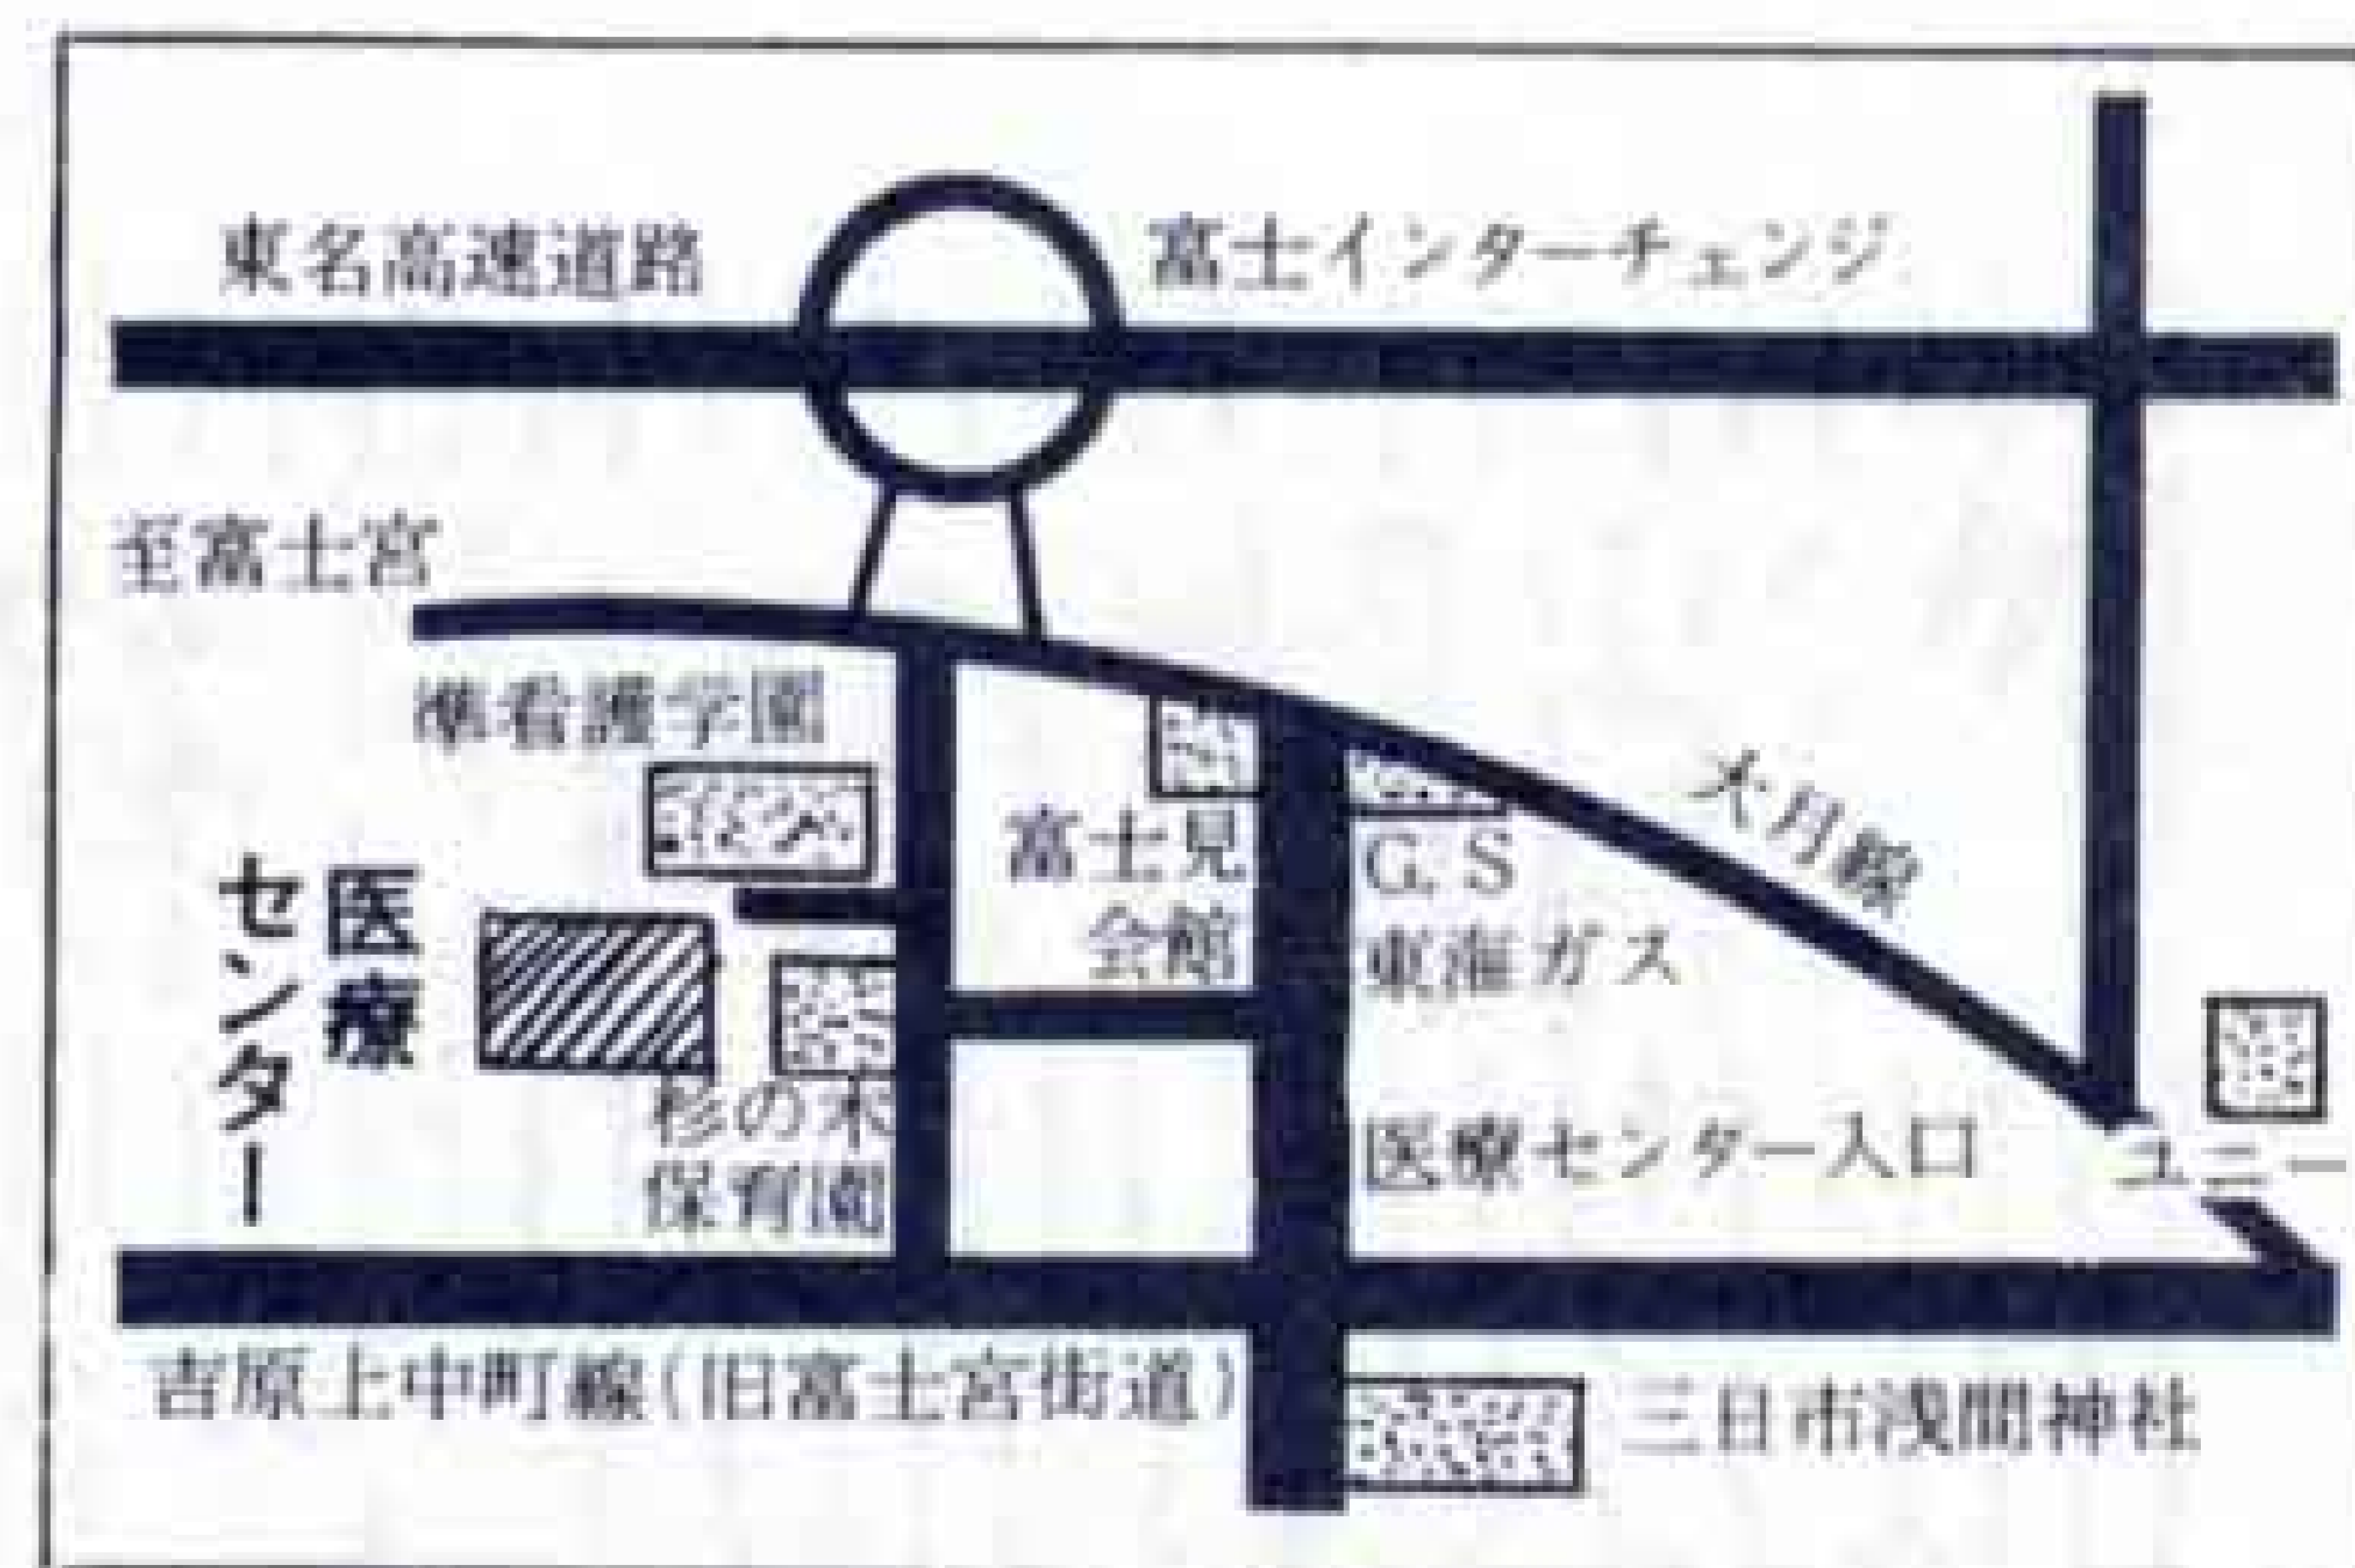 東名高速道路
富士インターチェンジ
至富士宮
準看護学園
大月線
富士見
会館
G.S
東海ガス
医療
センター
杉の木
保育園
医療センター入口
ユニー
吉原上中町線(旧富士宮街道)
三日市浅間神社